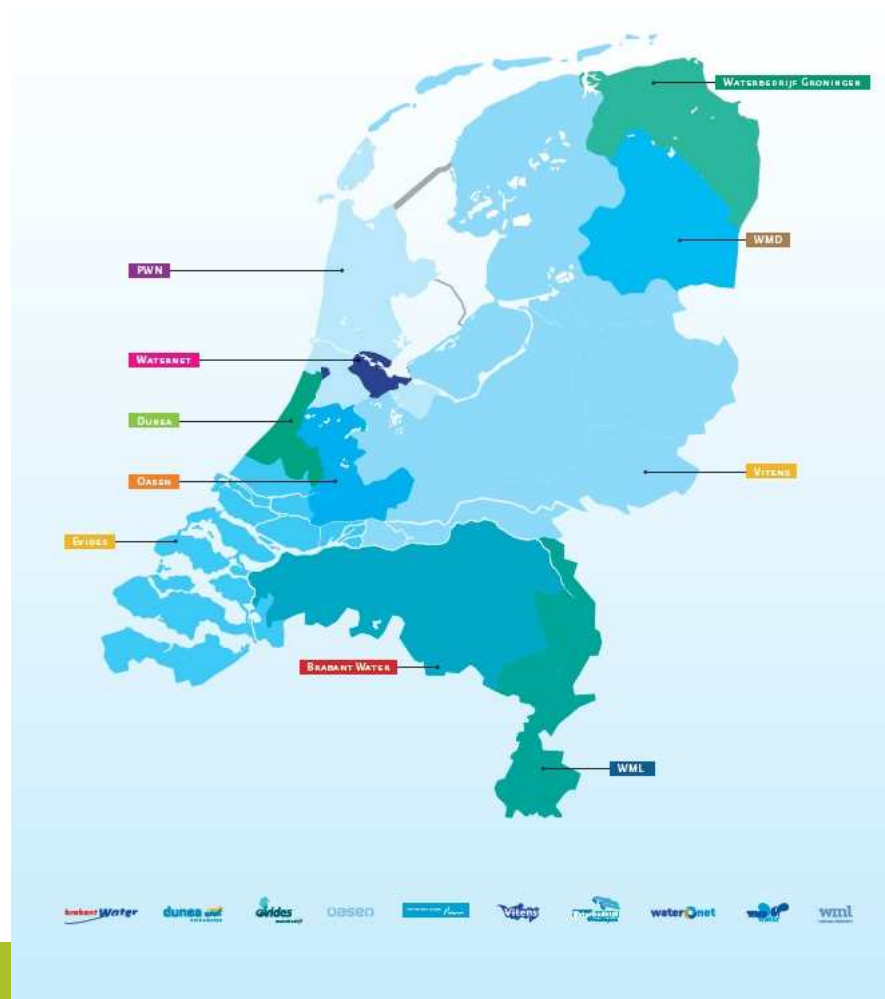 WATERBEDRIJF GRONINGEN
WMD
PWN
WATERNET
DUNEA
OASEN
VITENS
EVIDES
BRABANT WATER
WML
brabant Water
dunea
evides
oasen
Vitens
waternet
wml